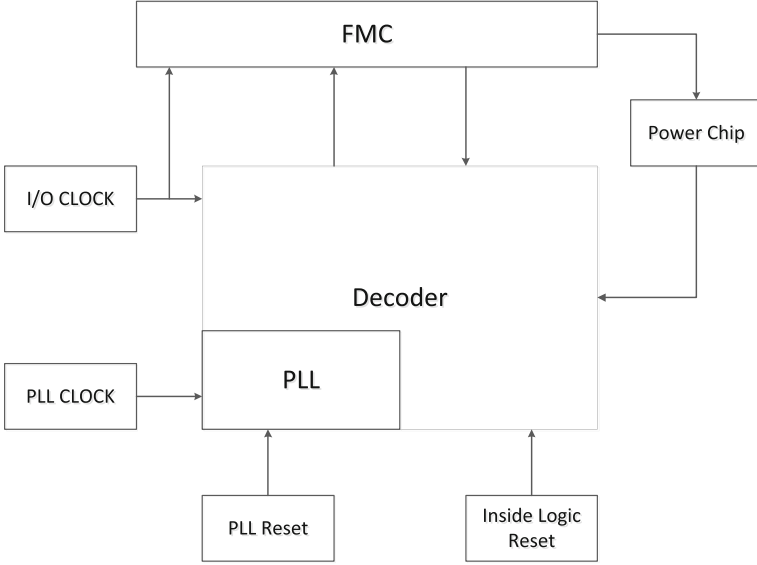 FMC
Power Chip
I/O CLOCK
Decoder
PLL
PLL CLOCK
PLL Reset
Inside Logic
Reset